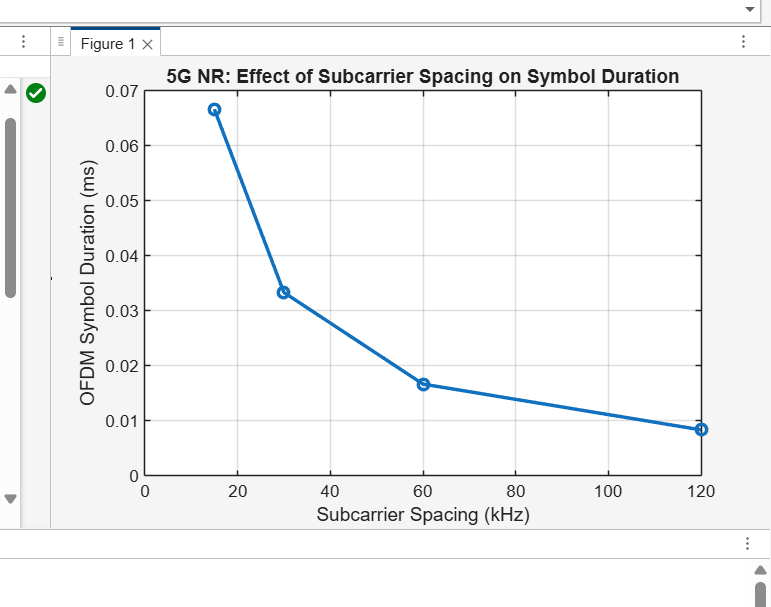 Figure 1
5G NR: Effect of Subcarrier Spacing on Symbol Duration
0.07
0.06
0.05
0.04
0.03
0.02
0.01
0
OFDM Symbol Duration (ms)
0 20 40 60 80 100 120
Subcarrier Spacing (kHz)